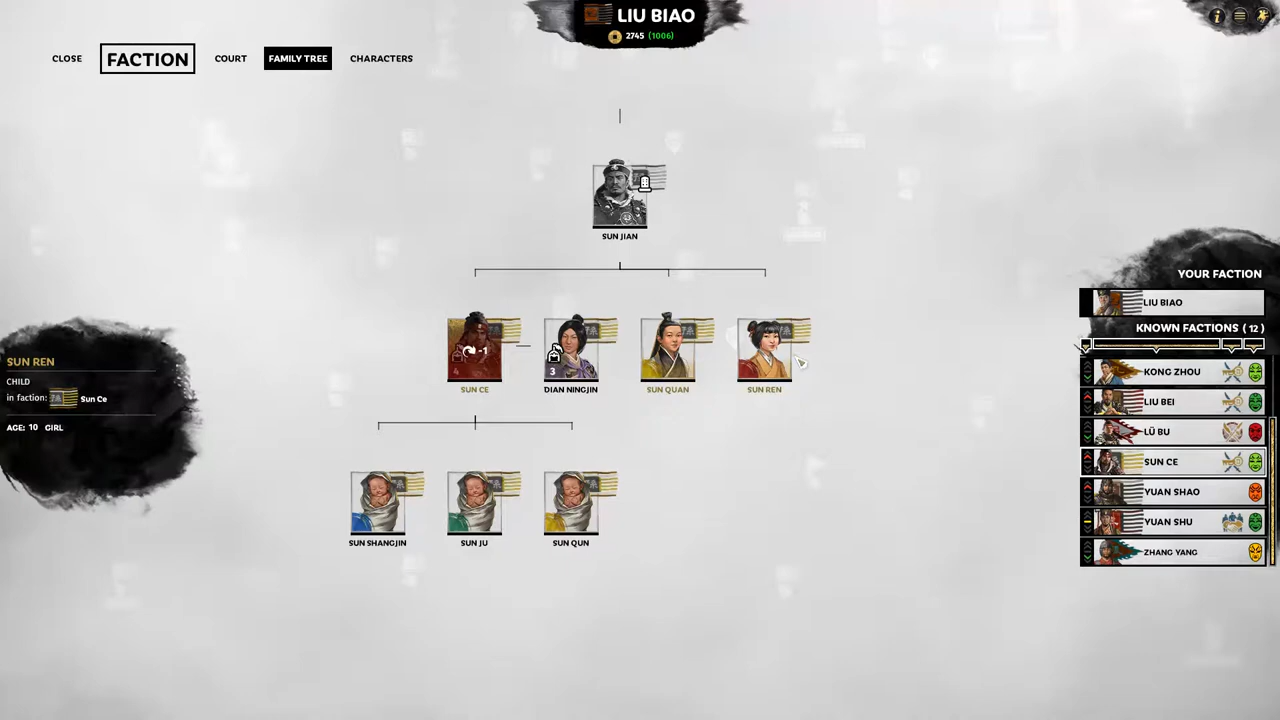 LIU BIAO
2745 (1006)
CLOSE
FACTION
COURT
FAMILY TREE
CHARACTERS
SUN JIAN
YOUR FACTION
LIU BIAO
KNOWN FACTIONS ( 12 )
KONG ZHOU
LIU BEI
LÜ BU
SUN CE
YUAN SHAO
YUAN SHU
ZHANG YANG
-1
4
3
SUN CE
DIAN NINGJIN
SUN QUAN
SUN REN
SUN REN
CHILD
in faction: Sun Ce
AGE: 10 GIRL
SUN SHANGJIN
SUN JU
SUN QUN